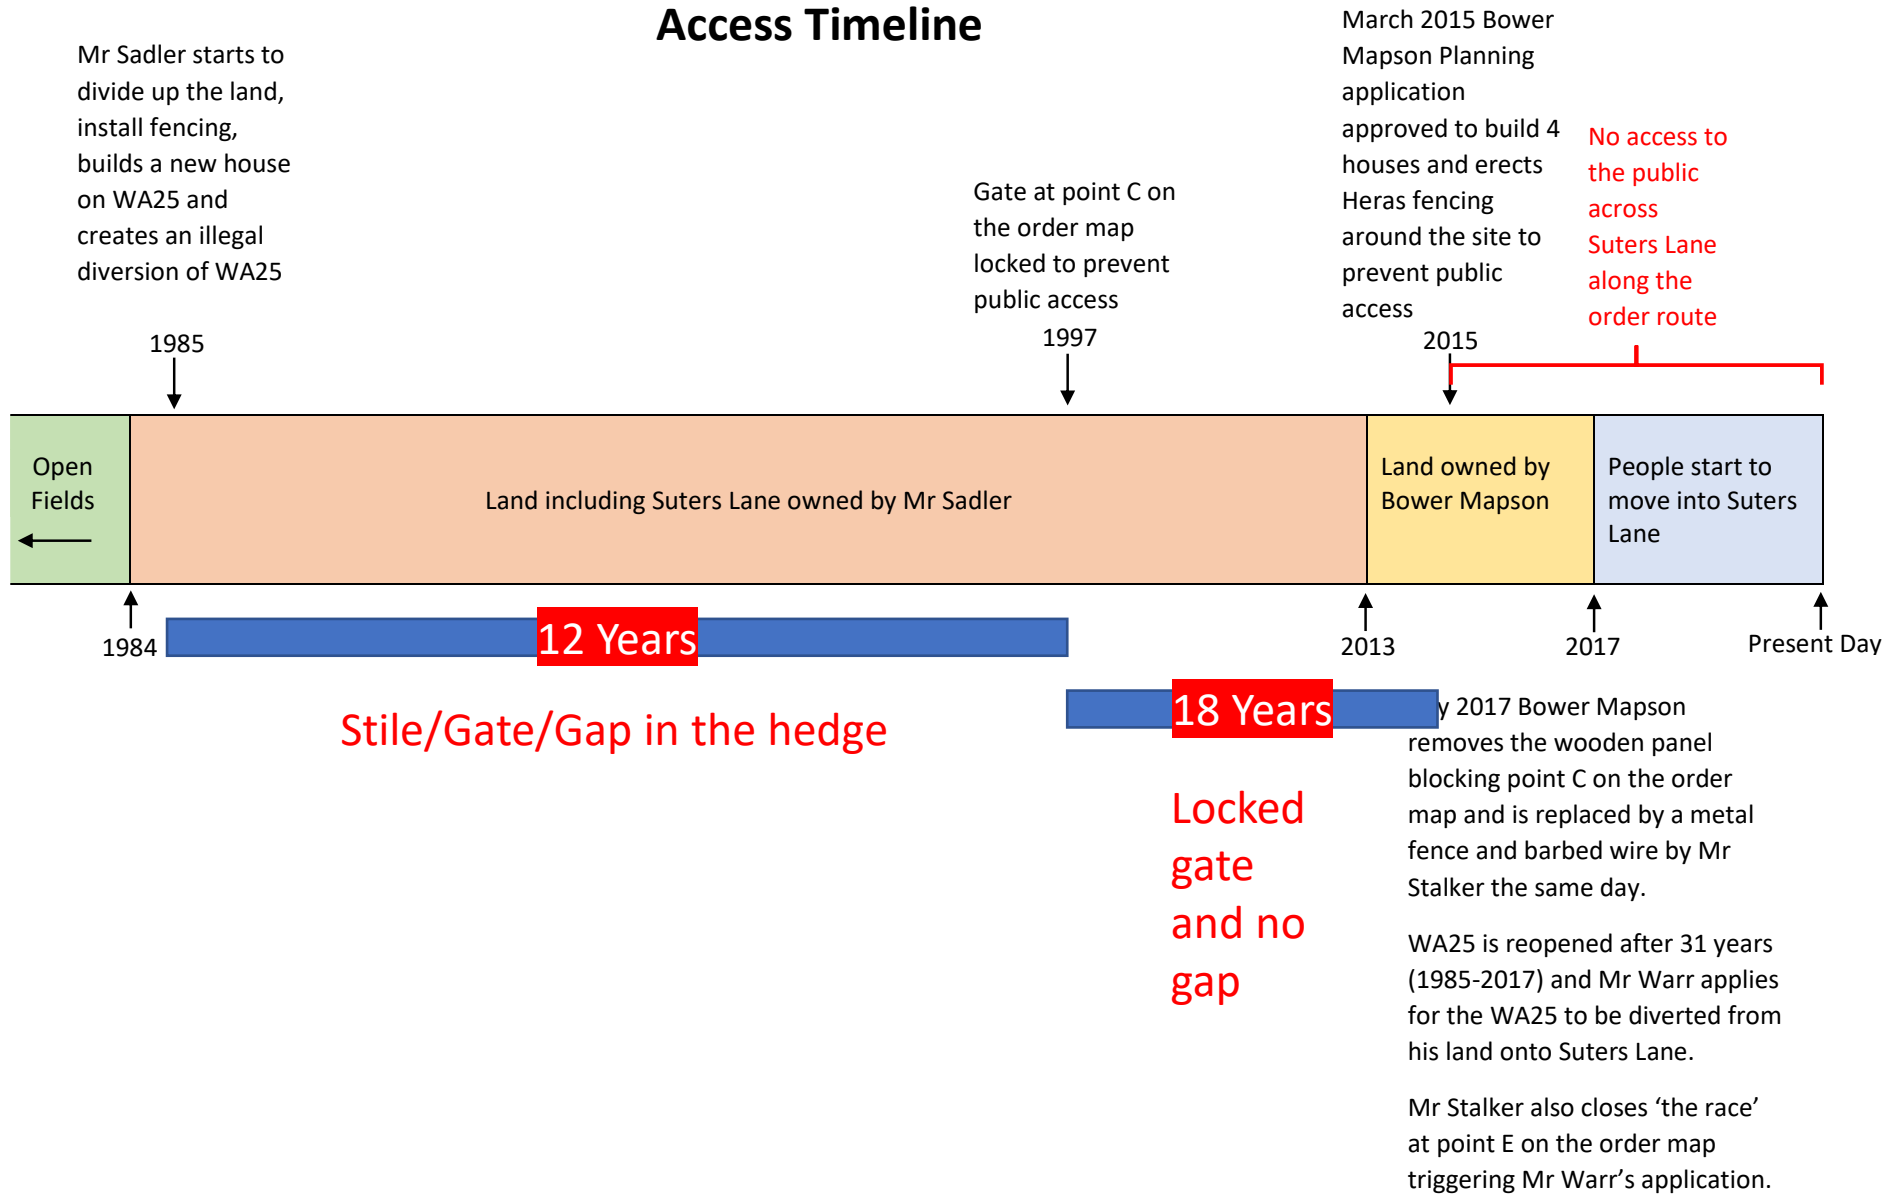 Access Timeline
Mr Sadler starts to
divide up the land,
install fencing,
builds a new house
on WA25 and
creates an illegal
diversion of WA25
1985
Gate at point C on
the order map
locked to prevent
public access
1997
March 2015 Bower
Mapson Planning
application
approved to build 4
houses and erects
Heras fencing
around the site to
prevent public
access
2015
No access to
the public
across
Suters Lane
along the
order route
Open
Fields
Land including Suters Lane owned by Mr Sadler
Land owned by
Bower Mapson
People start to
move into Suters
Lane
1984
12 Years
2013
2017
Present Day
Stile/Gate/Gap in the hedge
18 Years
Locked
gate
and no
gap
2017 Bower Mapson
removes the wooden panel
blocking point C on the order
map and is replaced by a metal
fence and barbed wire by Mr
Stalker the same day.
WA25 is reopened after 31 years
(1985-2017) and Mr Warr applies
for the WA25 to be diverted from
his land onto Suters Lane.
Mr Stalker also closes ‘the race’
at point E on the order map
triggering Mr Warr’s application.